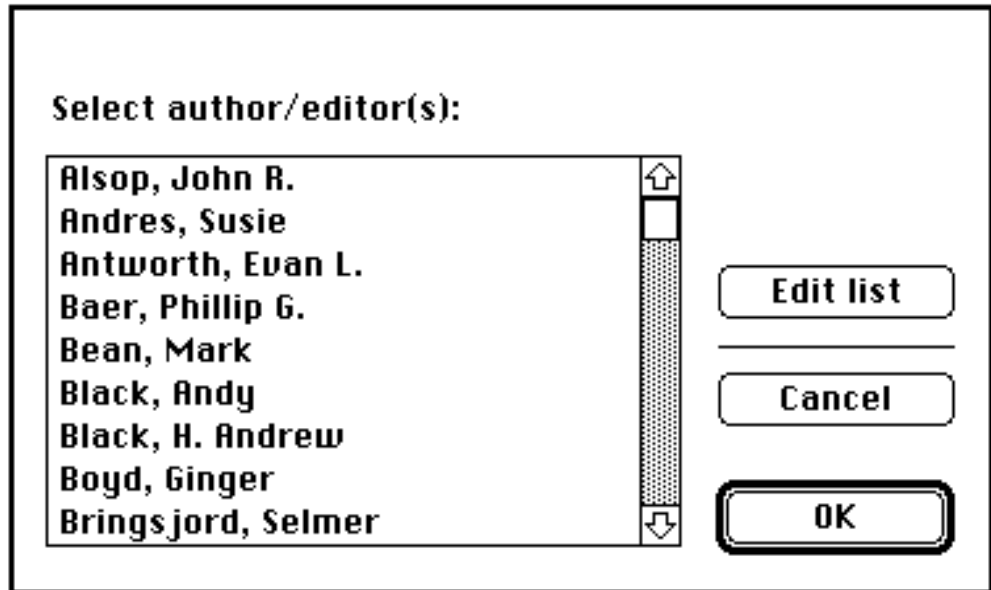 Select author/editor(s):
Alsop, John R.
Andres, Susie
Antworth, Evan L.
Baer, Phillip G.
Bean, Mark
Black, Andy
Black, H. Andrew
Boyd, Ginger
Bringsjord, Selmer
Edit list
Cancel
OK